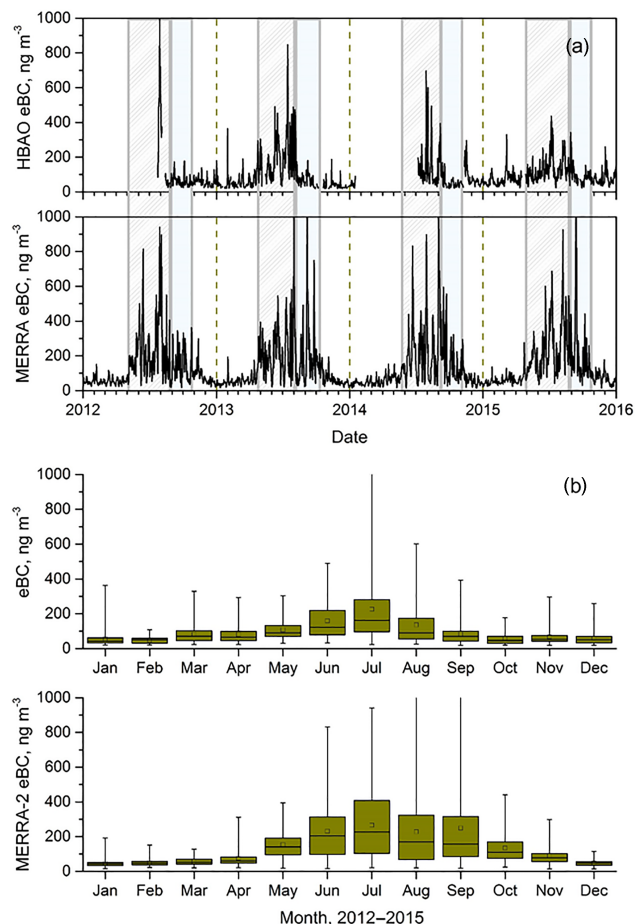 (a)
HBAO eBC, ng m-3
1000
800
600
400
200
0
MERRA eBC, ng m-3
1000
800
600
400
200
0
2012 2013 2014 2015 2016
Date
(b)
eBC, ng m-3
1000
800
600
400
200
0
Jan Feb Mar Apr May Jun Jul Aug Sep Oct Nov Dec
MERRA-2 eBC, ng m-3
1000
800
600
400
200
0
Jan Feb Mar Apr May Jun Jul Aug Sep Oct Nov Dec
Month, 2012–2015